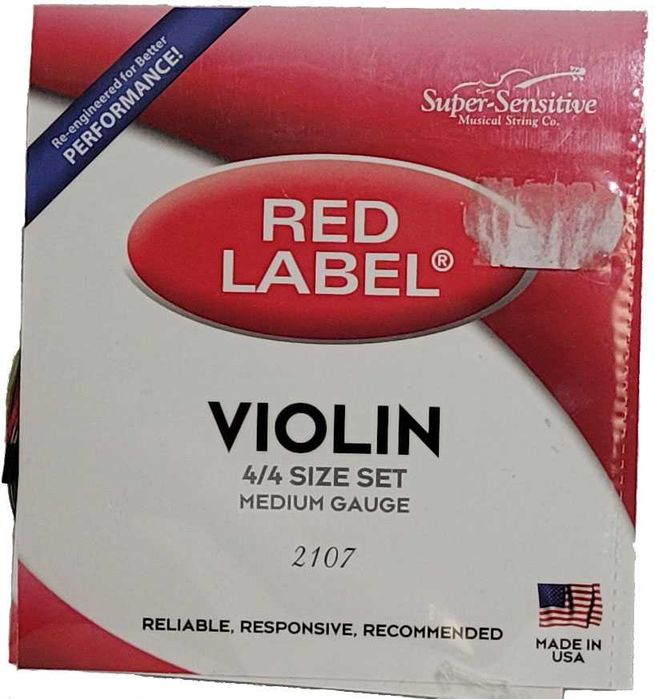 Re-engineered for Better
PERFORMANCE!
Super-Sensitive
Musical String Co.
RED
LABEL®
VIOLIN
4/4 SIZE SET
MEDIUM GAUGE
2107
RELIABLE, RESPONSIVE, RECOMMENDED
MADE IN
USA